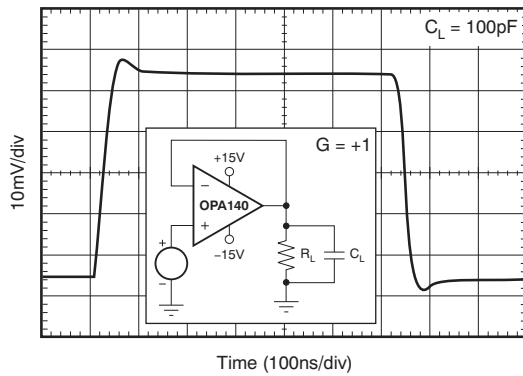 C_L = 100pF
10mV/div
G = +1
+15V
−
OPA140
+
−15V
+
−
R_L
C_L
Time (100ns/div)